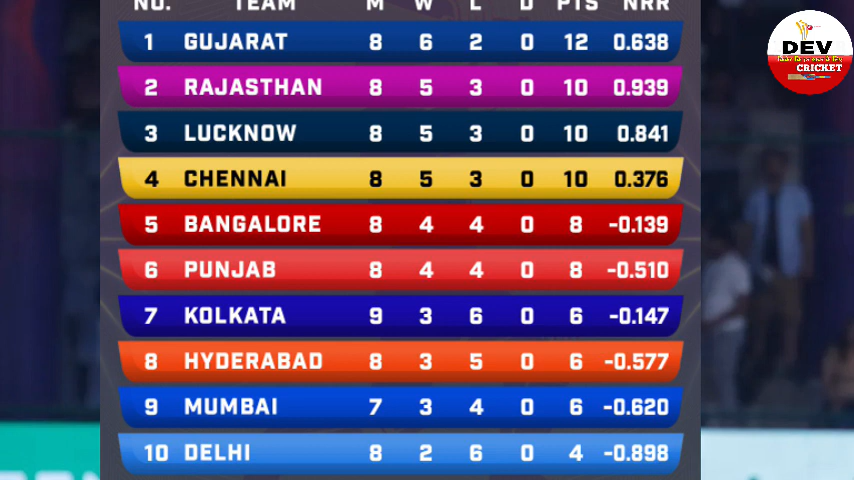 NO. TEAM M W L D PTS NRR
1 GUJARAT 8 6 2 0 12 0.638
2 RAJASTHAN 8 5 3 0 10 0.939
3 LUCKNOW 8 5 3 0 10 0.841
4 CHENNAI 8 5 3 0 10 0.376
5 BANGALORE 8 4 4 0 8 -0.139
6 PUNJAB 8 4 4 0 8 -0.510
7 KOLKATA 9 3 6 0 6 -0.147
8 HYDERABAD 8 3 5 0 6 -0.577
9 MUMBAI 7 3 4 0 6 -0.620
10 DELHI 8 2 6 0 4 -0.898
DEV
CRICKET